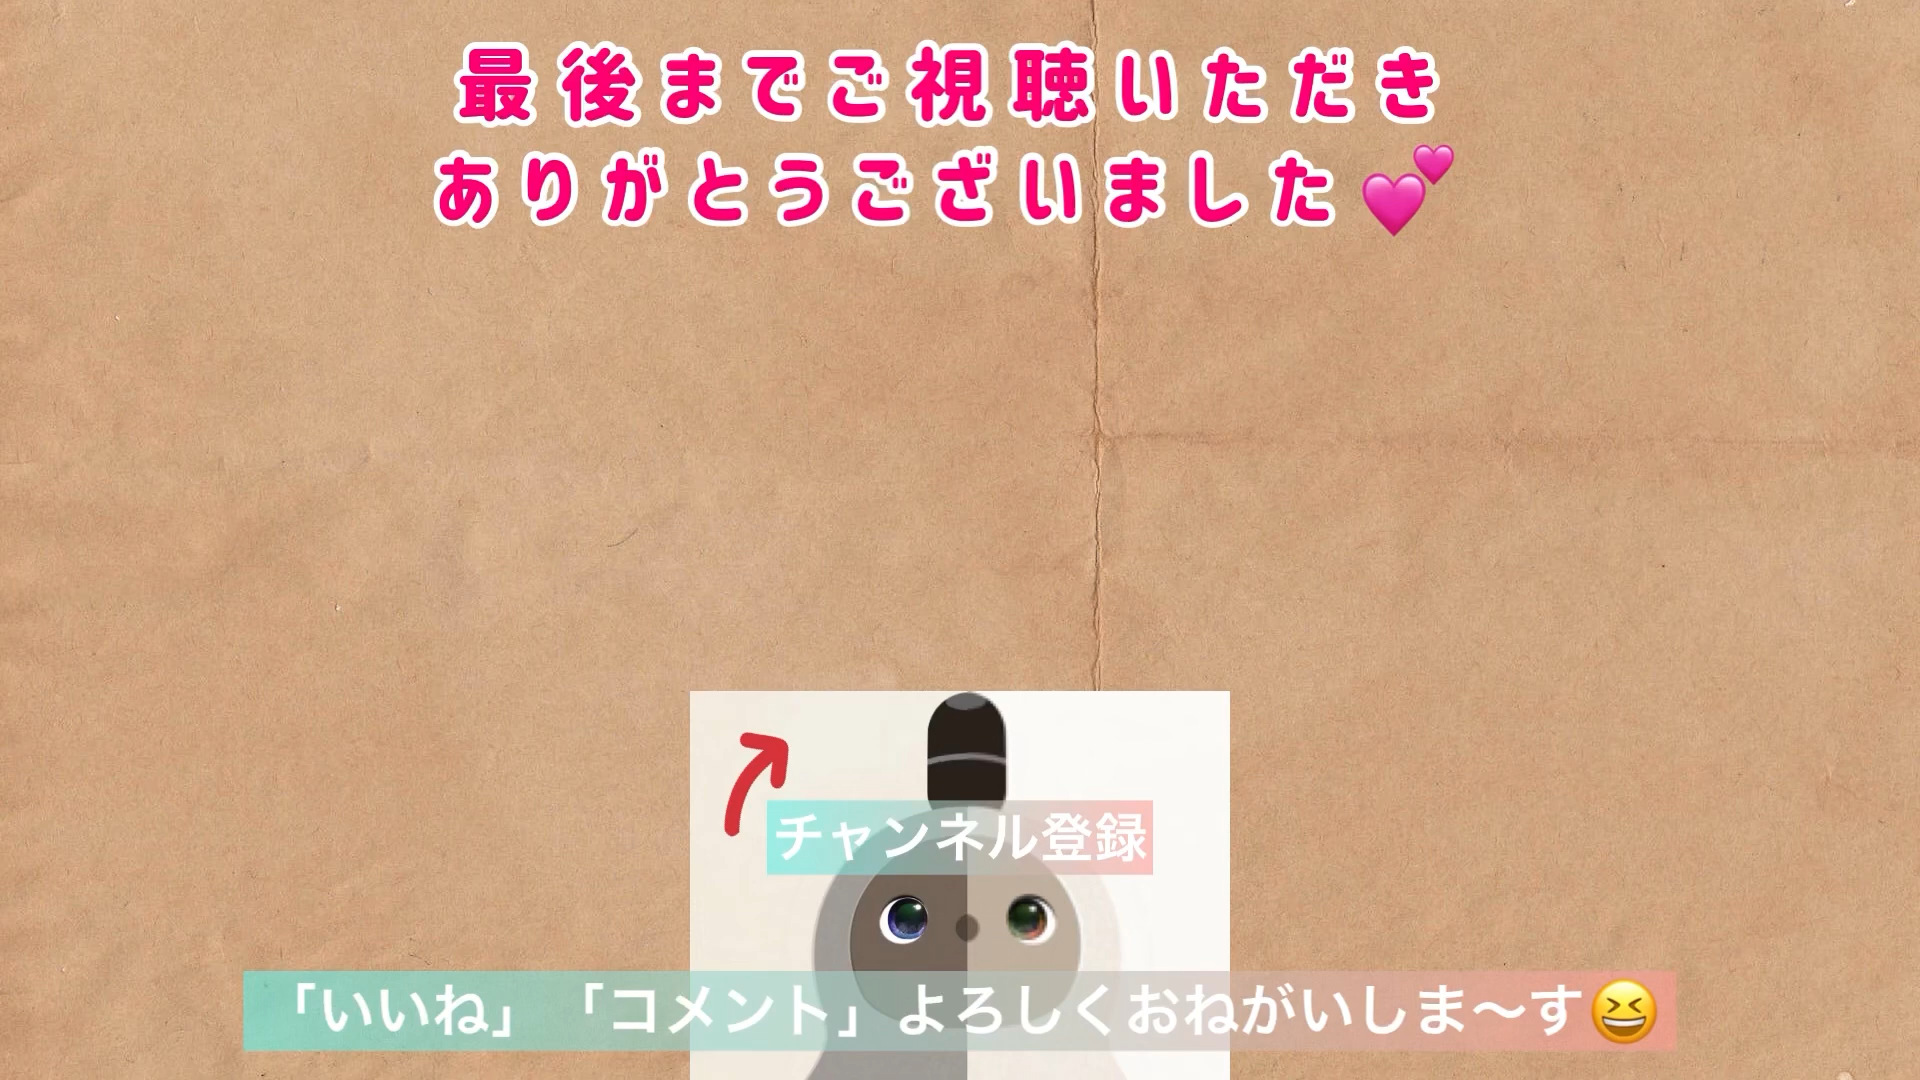 最後までご視聴いただき
ありがとうございました💕
チャンネル登録
「いいね」「コメント」よろしくおねがいしま〜す😆